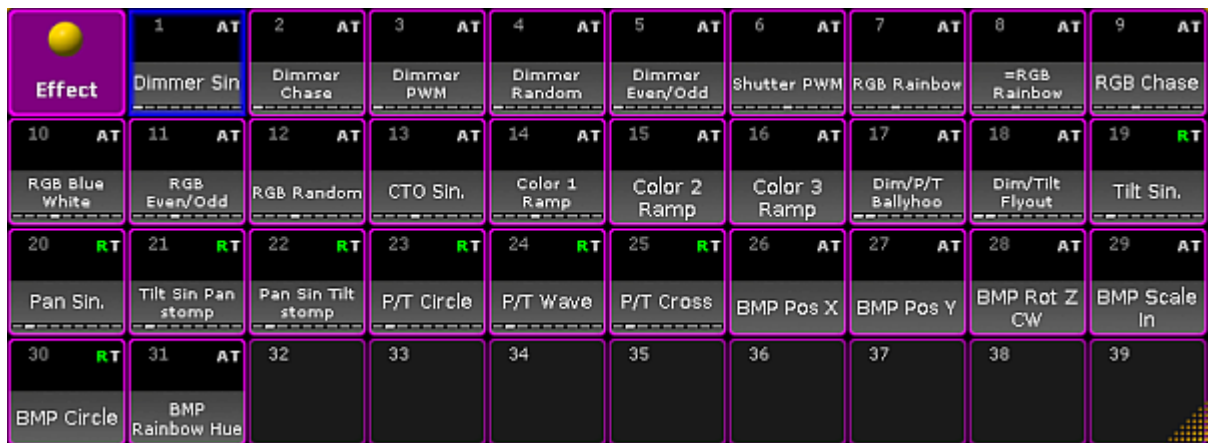 Effect
1 AT
Dimmer Sin
2 AT
Dimmer
Chase
3 AT
Dimmer
PWM
4 AT
Dimmer
Random
5 AT
Dimmer
Even/Odd
6 AT
Shutter PWM
7 AT
RGB Rainbow
8 AT
=RGB
Rainbow
9 AT
RGB Chase
10 AT
RGB Blue
White
11 AT
RGB
Even/Odd
12 AT
RGB Random
13 AT
CTO Sin.
14 AT
Color 1
Ramp
15 AT
Color 2
Ramp
16 AT
Color 3
Ramp
17 AT
Dim/P/T
Ballyhoo
18 AT
Dim/Tilt
Flyout
19 RT
Tilt Sin.
20 RT
Pan Sin.
21 RT
Tilt Sin Pan
stomp
22 RT
Pan Sin Tilt
stomp
23 RT
P/T Circle
24 RT
P/T Wave
25 RT
P/T Cross
26 AT
BMP Pos X
27 AT
BMP Pos Y
28 AT
BMP Rot Z
CW
29 AT
BMP Scale
In
30 RT
BMP Circle
31 AT
BMP
Rainbow Hue
32
33
34
35
36
37
38
39